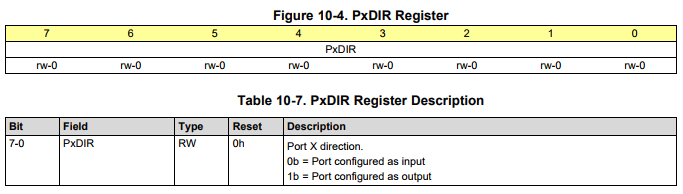 Figure 10-4. PxDIR Register
7 6 5 4 3 2 1 0
PxDIR
rw-0 rw-0 rw-0 rw-0 rw-0 rw-0 rw-0 rw-0
Table 10-7. PxDIR Register Description
Bit Field Type Reset Description
7-0 PxDIR RW 0h Port X direction.
0b = Port configured as input
1b = Port configured as output